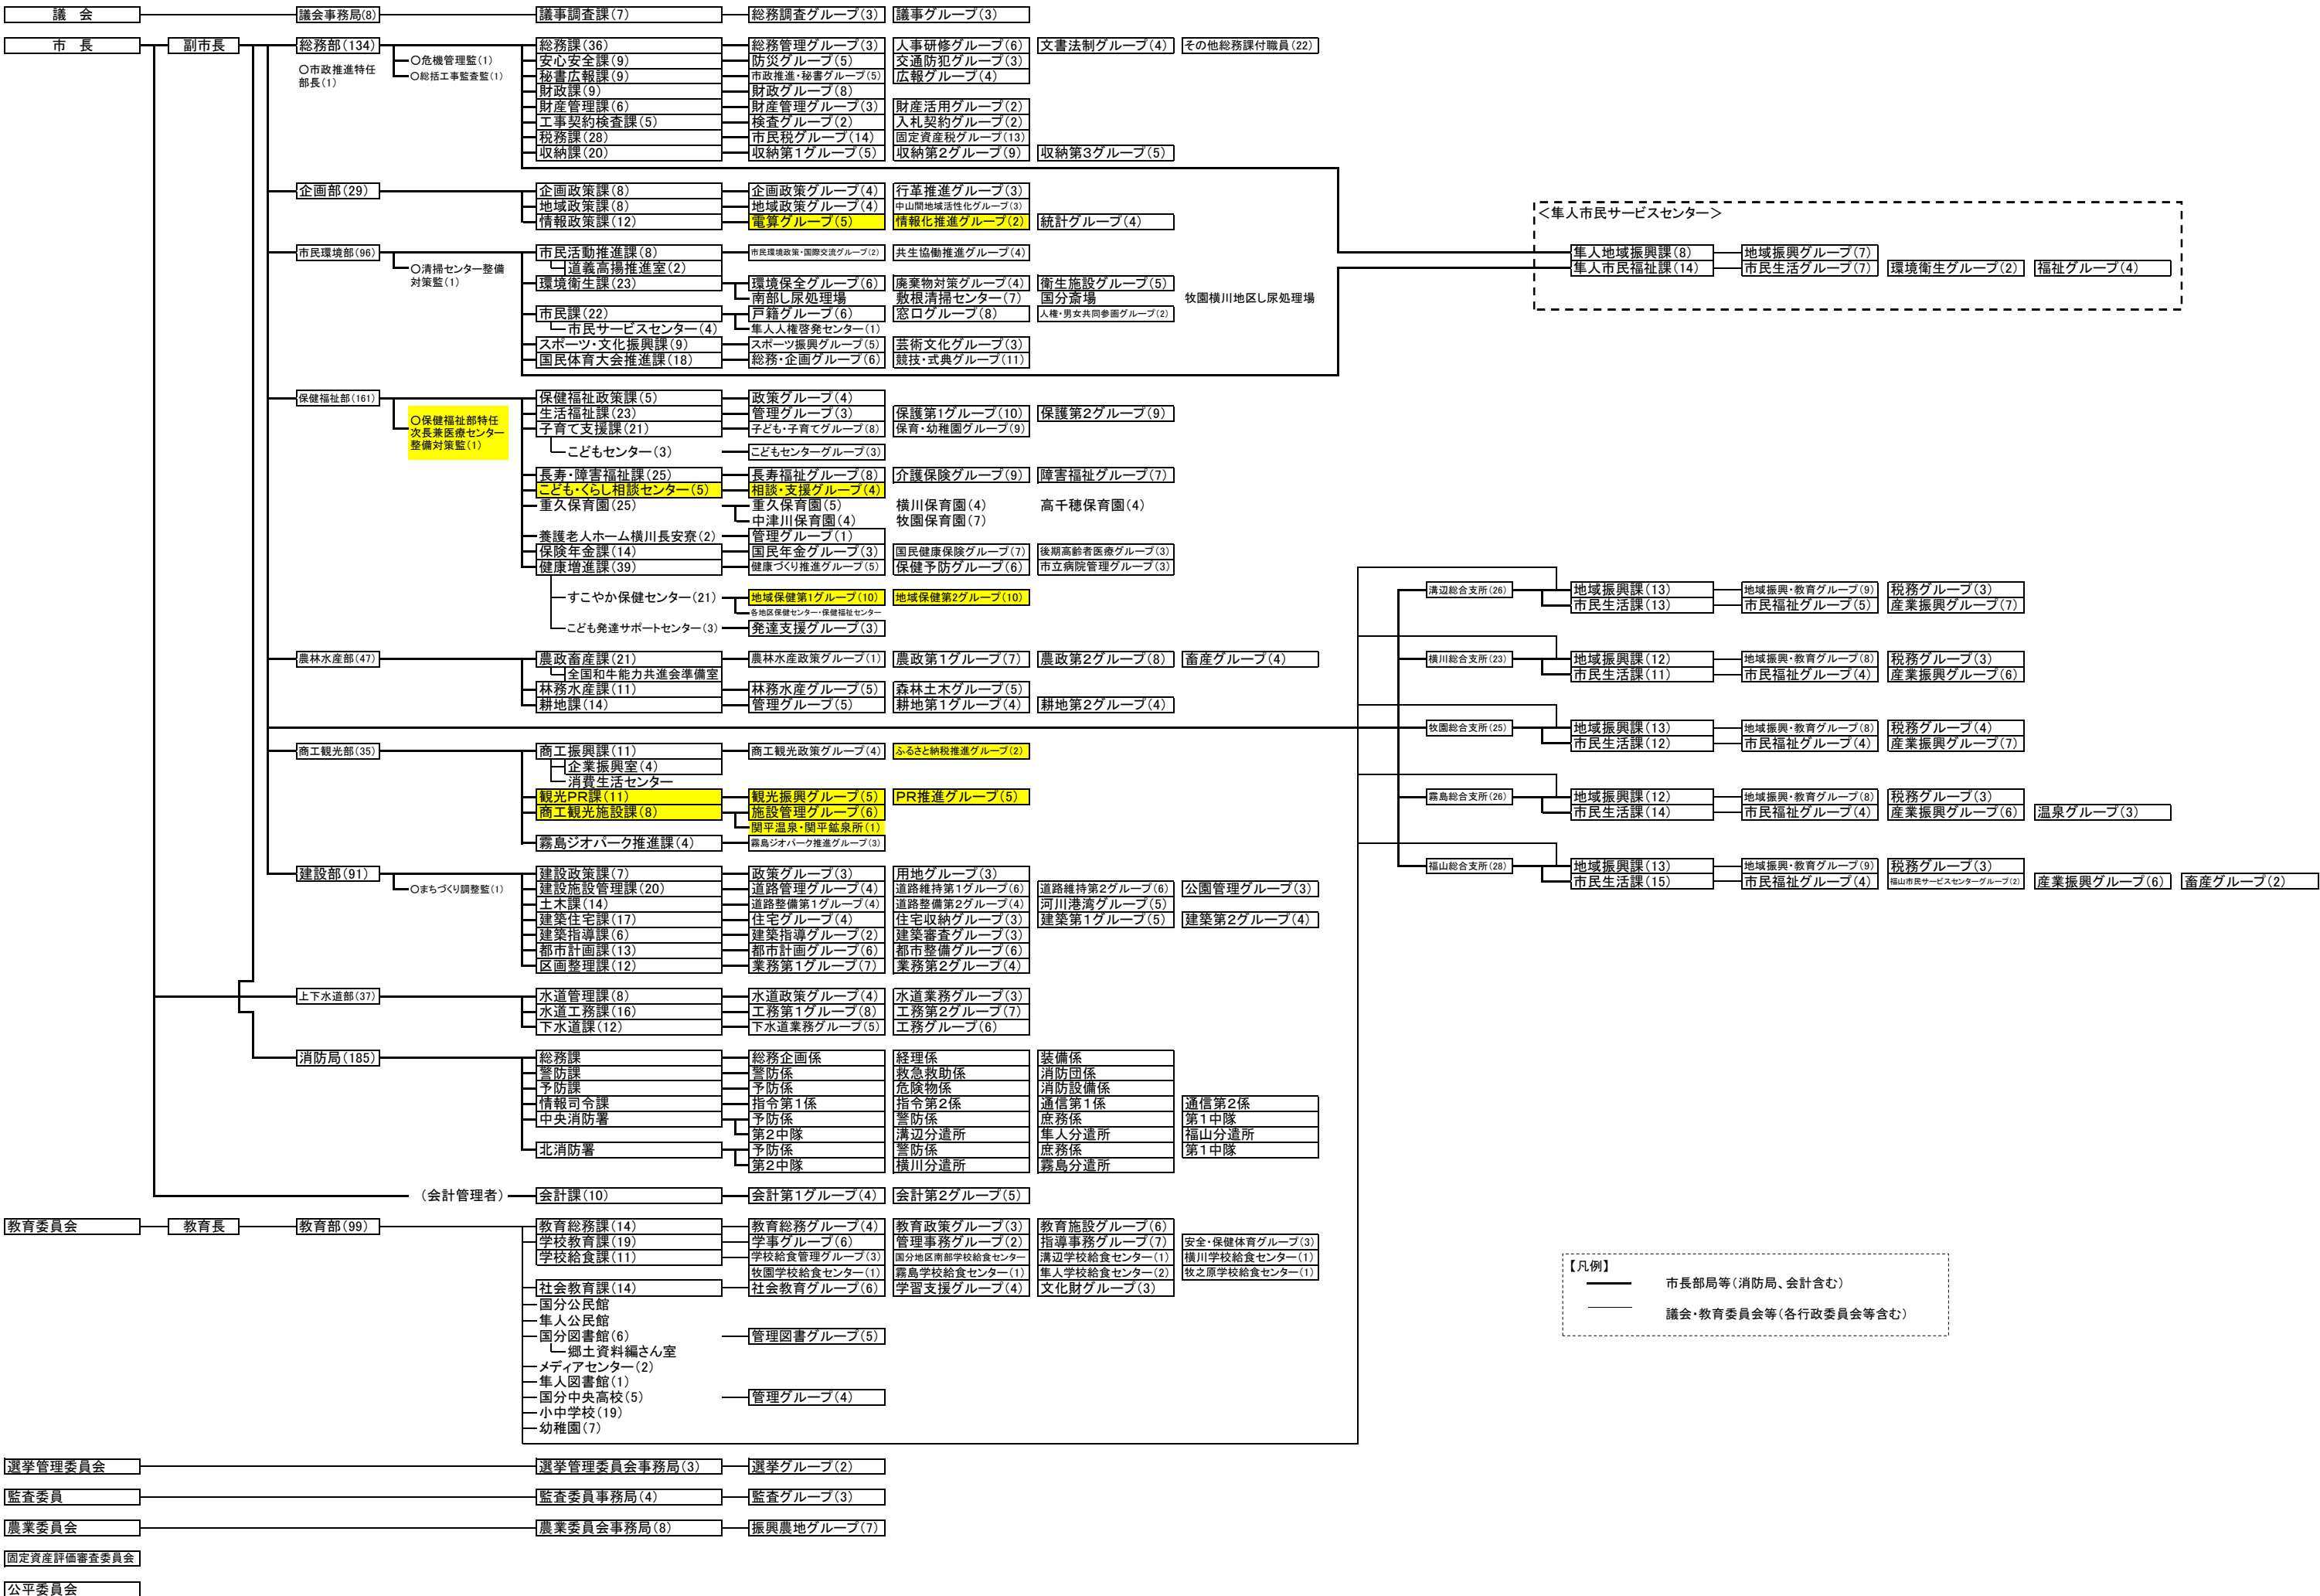 議　会　議会事務局(8)　議事調査課(7)　総務調査グループ(3)　議事グループ(3)
市　長　副市長　総務部(134)　総務課(36)　総務管理グループ(3)　人事研修グループ(6)　文書法制グループ(4)　その他総務課付職員(22)
〇危機管理監(1)　安心安全課(9)　防災グループ(5)　交通防犯グループ(3)
〇市政推進特任
部長(1)
〇総括工事監査監(1)　秘書広報課(9)　市政推進・秘書グループ(5)　広報グループ(4)
財政課(9)　財政グループ(8)
財産管理課(6)　財産管理グループ(3)　財産活用グループ(2)
工事契約検査課(5)　検査グループ(2)　入札契約グループ(2)
税務課(28)　市民税グループ(14)　固定資産税グループ(13)
収納課(20)　収納第1グループ(5)　収納第2グループ(9)　収納第3グループ(5)
企画部(29)　企画政策課(8)　企画政策グループ(4)　行革推進グループ(3)
地域政策課(8)　地域政策グループ(4)　中山間地域活性化グループ(3)
情報政策課(12)　電算グループ(5)　情報化推進グループ(2)　統計グループ(4)
＜隼人市民サービスセンター＞
隼人地域振興課(8)　地域振興グループ(7)
隼人市民福祉課(14)　市民生活グループ(7)　環境衛生グループ(2)　福祉グループ(4)
市民環境部(96)　市民活動推進課(8)　市民環境政策・国際交流グループ(2)　共生協働推進グループ(4)
〇清掃センター整備
対策監(1)
道義高揚推進室(2)
環境衛生課(23)　環境保全グループ(6)　廃棄物対策グループ(4)　衛生施設グループ(5)
南部し尿処理場　敷根清掃センター(7)　国分斎場　牧園横川地区し尿処理場
市民課(22)　戸籍グループ(6)　窓口グループ(8)　人権・男女共同参画グループ(2)
市民サービスセンター(4)　隼人人権啓発センター(1)
スポーツ・文化振興課(9)　スポーツ振興グループ(5)　芸術文化グループ(3)
国民体育大会推進課(18)　総務・企画グループ(6)　競技・式典グループ(11)
保健福祉部(161)　保健福祉政策課(5)　政策グループ(4)
〇保健福祉部特任
次長兼医療センター
整備対策監(1)
生活福祉課(23)　管理グループ(3)　保護第1グループ(10)　保護第2グループ(9)
子育て支援課(21)　子ども・子育てグループ(8)　保育・幼稚園グループ(9)
こどもセンター(3)　こどもセンターグループ(3)
長寿・障害福祉課(25)　長寿福祉グループ(8)　介護保険グループ(9)　障害福祉グループ(7)
こども・くらし相談センター(5)　相談・支援グループ(4)
重久保育園(25)　重久保育園(5)　横川保育園(4)　高千穂保育園(4)
中津川保育園(4)　牧園保育園(7)
養護老人ホーム横川長安寮(2)　管理グループ(1)
保険年金課(14)　国民年金グループ(3)　国民健康保険グループ(7)　後期高齢者医療グループ(3)
健康増進課(39)　健康づくり推進グループ(5)　保健予防グループ(6)　市立病院管理グループ(3)
すこやか保健センター(21)　地域保健第1グループ(10)　地域保健第2グループ(10)
各地区保健センター・保健福祉センター
こども発達サポートセンター(3)　発達支援グループ(3)
溝辺総合支所(26)　地域振興課(13)　地域振興・教育グループ(9)　税務グループ(3)
市民生活課(13)　市民福祉グループ(5)　産業振興グループ(7)
横川総合支所(23)　地域振興課(12)　地域振興・教育グループ(8)　税務グループ(3)
市民生活課(11)　市民福祉グループ(4)　産業振興グループ(6)
牧園総合支所(25)　地域振興課(13)　地域振興・教育グループ(8)　税務グループ(4)
市民生活課(12)　市民福祉グループ(4)　産業振興グループ(7)
霧島総合支所(26)　地域振興課(12)　地域振興・教育グループ(8)　税務グループ(3)
市民生活課(14)　市民福祉グループ(4)　産業振興グループ(6)　温泉グループ(3)
福山総合支所(28)　地域振興課(13)　地域振興・教育グループ(9)　税務グループ(3)
市民生活課(15)　市民福祉グループ(4)　福山市民サービスセンターグループ(2)　産業振興グループ(6)　畜産グループ(2)
農林水産部(47)　農政畜産課(21)　農林水産政策グループ(1)　農政第1グループ(7)　農政第2グループ(8)　畜産グループ(4)
全国和牛能力共進会準備室
林務水産課(11)　林務水産グループ(5)　森林土木グループ(5)
耕地課(14)　管理グループ(5)　耕地第1グループ(4)　耕地第2グループ(4)
商工観光部(35)　商工振興課(11)　商工観光政策グループ(4)　ふるさと納税推進グループ(2)
企業振興室(4)
消費生活センター
観光PR課(11)　観光振興グループ(5)　PR推進グループ(5)
商工観光施設課(8)　施設管理グループ(6)
関平温泉・関平鉱泉所(1)
霧島ジオパーク推進課(4)　霧島ジオパーク推進グループ(3)
建設部(91)　建設政策課(7)　政策グループ(3)　用地グループ(3)
〇まちづくり調整監(1)　建設施設管理課(20)　道路管理グループ(4)　道路維持第1グループ(6)　道路維持第2グループ(6)　公園管理グループ(3)
土木課(14)　道路整備第1グループ(4)　道路整備第2グループ(4)　河川港湾グループ(5)
建築住宅課(17)　住宅グループ(4)　住宅収納グループ(3)　建築第1グループ(5)　建築第2グループ(4)
建築指導課(6)　建築指導グループ(2)　建築審査グループ(3)
都市計画課(13)　都市計画グループ(6)　都市整備グループ(6)
区画整理課(12)　業務第1グループ(7)　業務第2グループ(4)
上下水道部(37)　水道管理課(8)　水道政策グループ(4)　水道業務グループ(3)
水道工務課(16)　工務第1グループ(8)　工務第2グループ(7)
下水道課(12)　下水道業務グループ(5)　工務グループ(6)
消防局(185)　総務課　総務企画係　経理係　装備係
警防課　警防係　救急救助係　消防団係
予防課　予防係　危険物係　消防設備係
情報司令課　指令第1係　指令第2係　通信第1係　通信第2係
中央消防署　予防係　警防係　庶務係　第1中隊
第2中隊　溝辺分遣所　隼人分遣所　福山分遣所
北消防署　予防係　警防係　庶務係　第1中隊
第2中隊　横川分遣所　霧島分遣所
(会計管理者)　会計課(10)　会計第1グループ(4)　会計第2グループ(5)
教育委員会　教育長　教育部(99)　教育総務課(14)　教育総務グループ(4)　教育政策グループ(3)　教育施設グループ(6)
学校教育課(19)　学事グループ(6)　管理事務グループ(2)　指導事務グループ(7)　安全・保健体育グループ(3)
学校給食課(11)　学校給食管理グループ(3)　国分地区南部学校給食センター　溝辺学校給食センター(1)　横川学校給食センター(1)
牧園学校給食センター(1)　霧島学校給食センター(1)　隼人学校給食センター(2)　牧之原学校給食センター(1)
社会教育課(14)　社会教育グループ(6)　学習支援グループ(4)　文化財グループ(3)
国分公民館
隼人公民館
国分図書館(6)　管理図書グループ(5)
郷土資料編さん室
メディアセンター(2)
隼人図書館(1)
国分中央高校(5)　管理グループ(4)
小中学校(19)
幼稚園(7)
【凡例】
市長部局等(消防局、会計含む)
議会・教育委員会等(各行政委員会等含む)
選挙管理委員会　選挙管理委員会事務局(3)　選挙グループ(2)
監査委員　監査委員事務局(4)　監査グループ(3)
農業委員会　農業委員会事務局(8)　振興農地グループ(7)
固定資産評価審査委員会
公平委員会